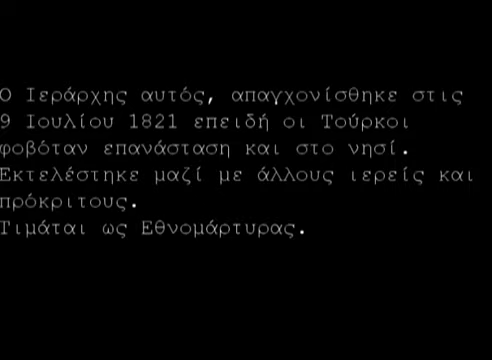 Ο Ιεράρχης αυτός, απαγχονίσθηκε στις
9 Ιουλίου 1821 επειδή οι Τούρκοι
φοβόταν επανάσταση και στο νησί.
Εκτελέστηκε μαζί με άλλους ιερείς και
πρόκριτους.
Τιμάται ως Εθνομάρτυρας.